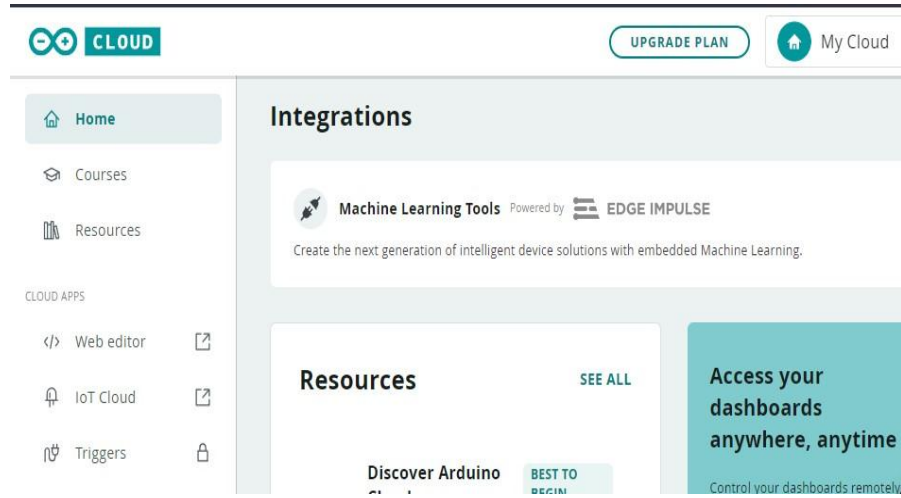 CLOUD
UPGRADE PLAN
My Cloud
Home
Courses
Resources
CLOUD APPS
Web editor
IoT Cloud
Triggers
Integrations
Machine Learning Tools Powered by EDGE IMPULSE
Create the next generation of intelligent device solutions with embedded Machine Learning.
Resources SEE ALL
Discover Arduino
BEST TO
BEGIN
Access your
dashboards
anywhere, anytime
Control your dashboards remotely,